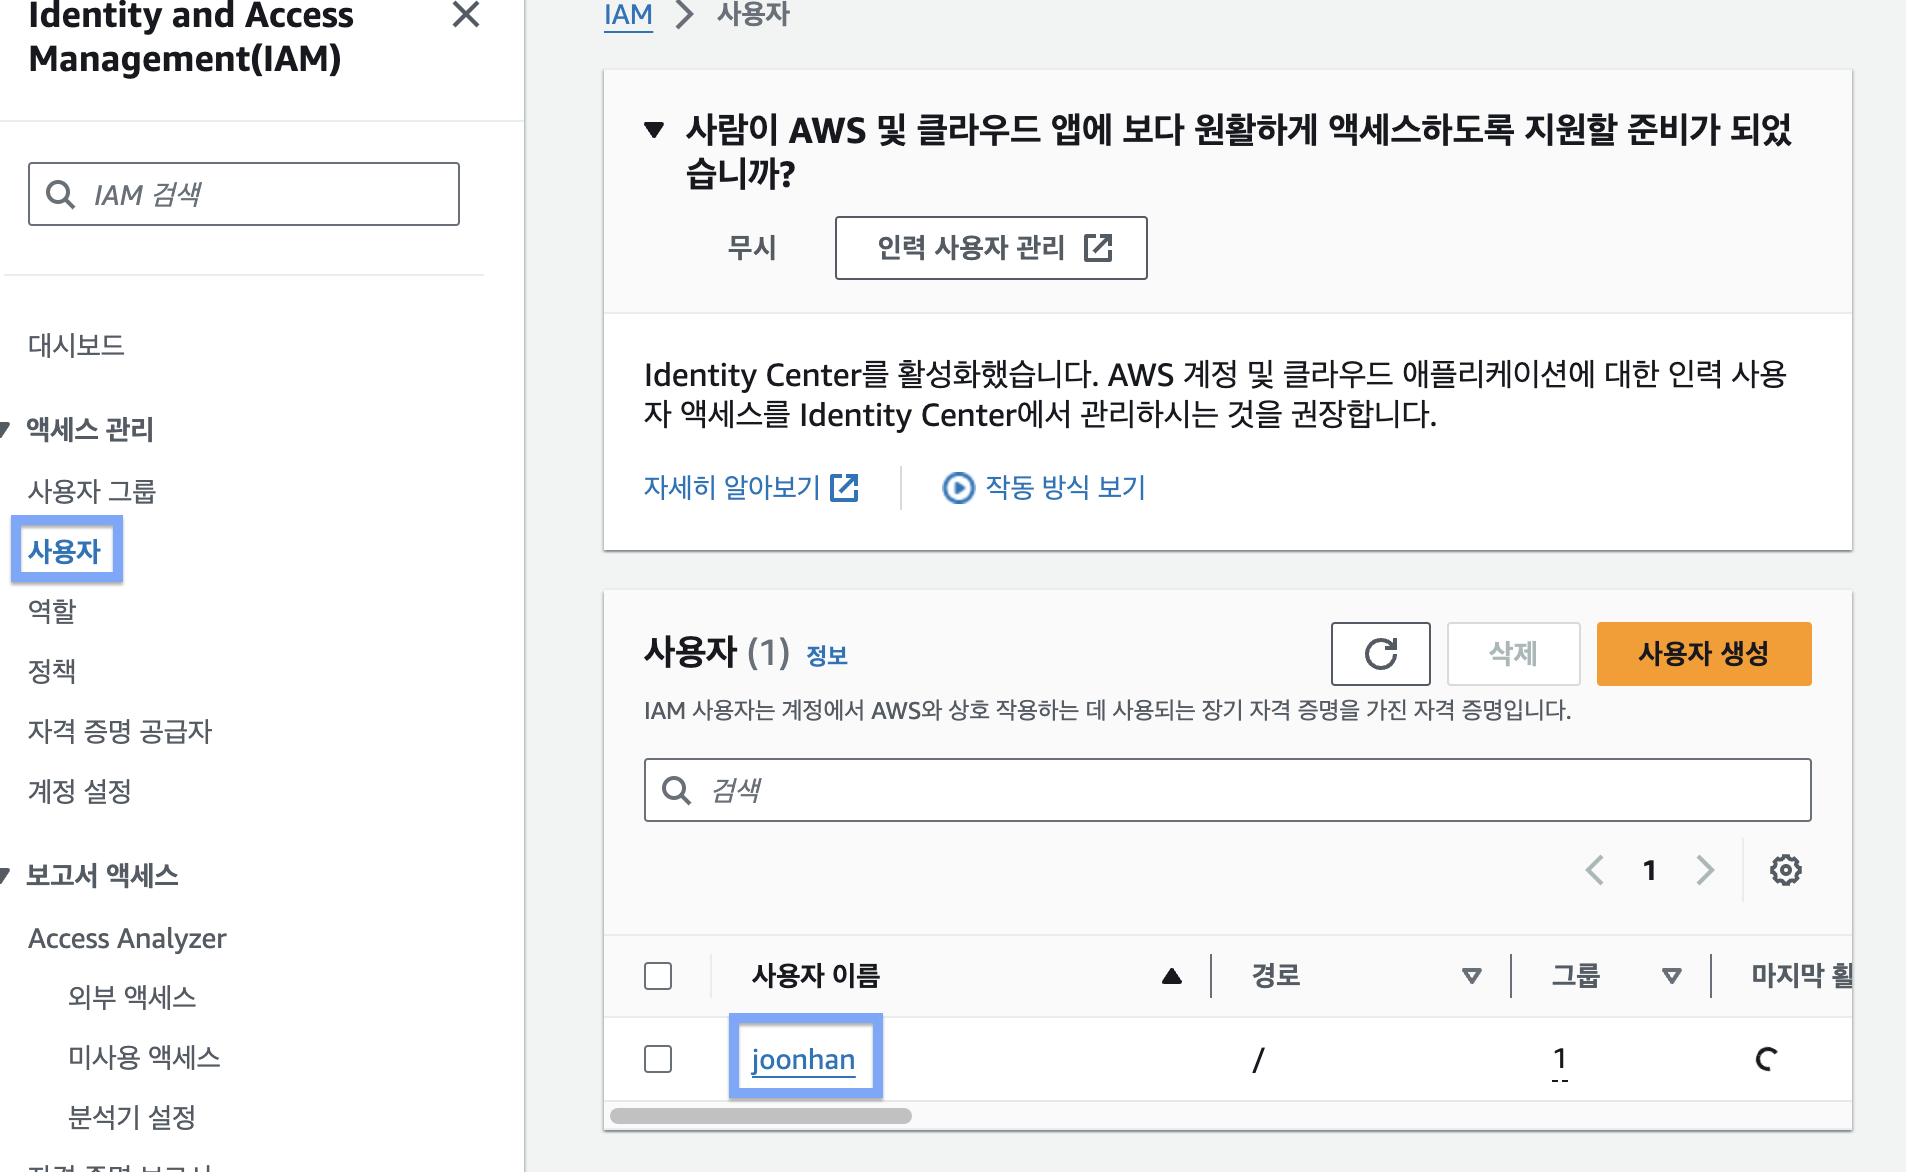 Identity and Access
Management(IAM)
IAM 검색
대시보드
액세스 관리
사용자 그룹
사용자
역할
정책
자격 증명 공급자
계정 설정
보고서 액세스
Access Analyzer
외부 액세스
미사용 액세스
분석기 설정
자격 증명 보고서
IAM
사용자
사람이 AWS 및 클라우드 앱에 보다 원활하게 액세스하도록 지원할 준비가 되었
습니까?
무시
인력 사용자 관리
Identity Center를 활성화했습니다. AWS 계정 및 클라우드 애플리케이션에 대한 인력 사용
자 액세스를 Identity Center에서 관리하시는 것을 권장합니다.
자세히 알아보기
작동 방식 보기
사용자 (1) 정보
삭제
사용자 생성
IAM 사용자는 계정에서 AWS와 상호 작용하는 데 사용되는 장기 자격 증명을 가진 자격 증명입니다.
검색
1
사용자 이름
경로
그룹
마지막 활
joonhan
/
1